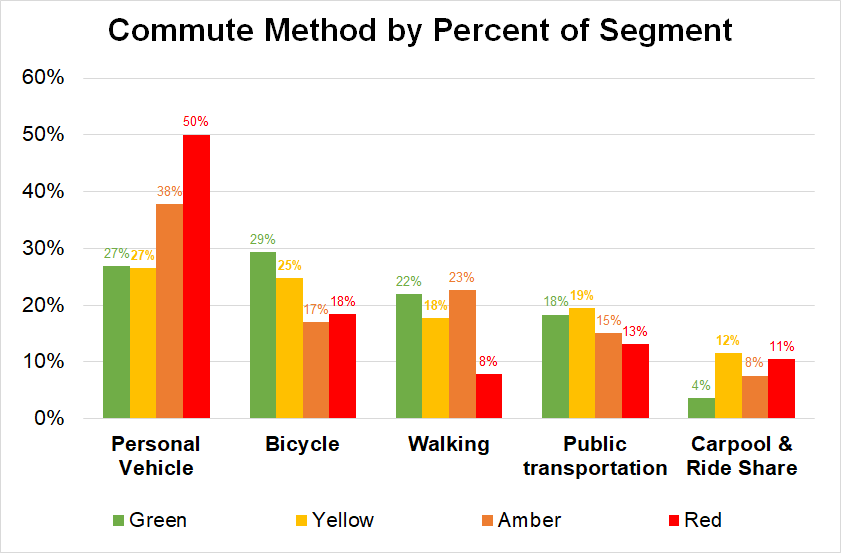 Commute Method by Percent of Segment
60%
50%
40%
30%
20%
10%
0%
27%
27%
38%
50%
29%
25%
17%
18%
22%
18%
23%
8%
18%
19%
15%
13%
4%
12%
8%
11%
Personal
Vehicle
Bicycle
Walking
Public
transportation
Carpool &
Ride Share
Green
Yellow
Amber
Red